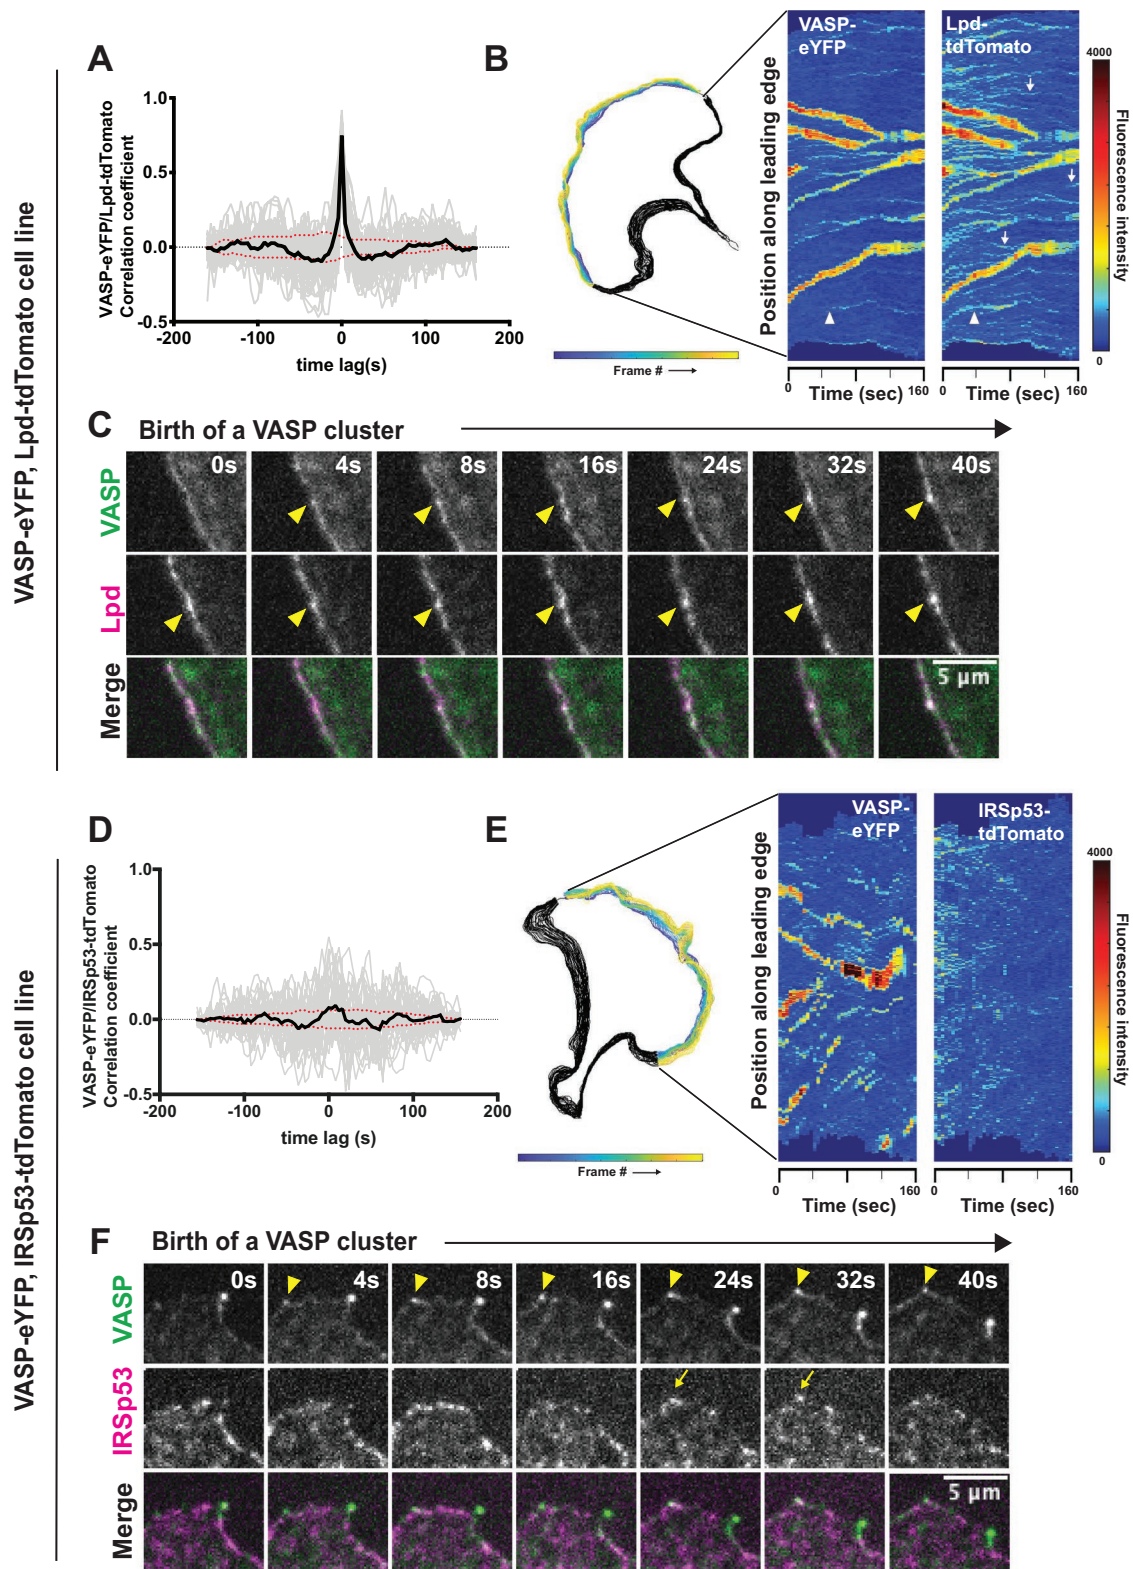 VASP-eYFP, Lpd-tdTomato cell line
A
VASP-eYFP/Lpd-tdTomato
Correlation coefficient
1.0
0.5
0.0
-0.5
-200
-100
0
100
200
time lag(s)
B
Frame #
Position along leading edge
VASP-
eYFP
Lpd-
tdTomato
0
Time (sec)
160
0
Time (sec)
160
4000
Fluorescence intensity
0
C
Birth of a VASP cluster
VASP
0s
4s
8s
16s
24s
32s
40s
Lpd
Merge
5 µm
VASP-eYFP, IRSp53-tdTomato cell line
D
VASP-eYFP/IRSp53-tdTomato
Correlation coefficient
1.0
0.5
0.0
-0.5
-200
-100
0
100
200
time lag (s)
E
Frame #
Position along leading edge
VASP-
eYFP
IRSp53-
tdTomato
0
160
Time (sec)
0
160
Time (sec)
4000
Fluorescence intensity
0
F
Birth of a VASP cluster
VASP
0s
4s
8s
16s
24s
32s
40s
IRSp53
Merge
5 µm